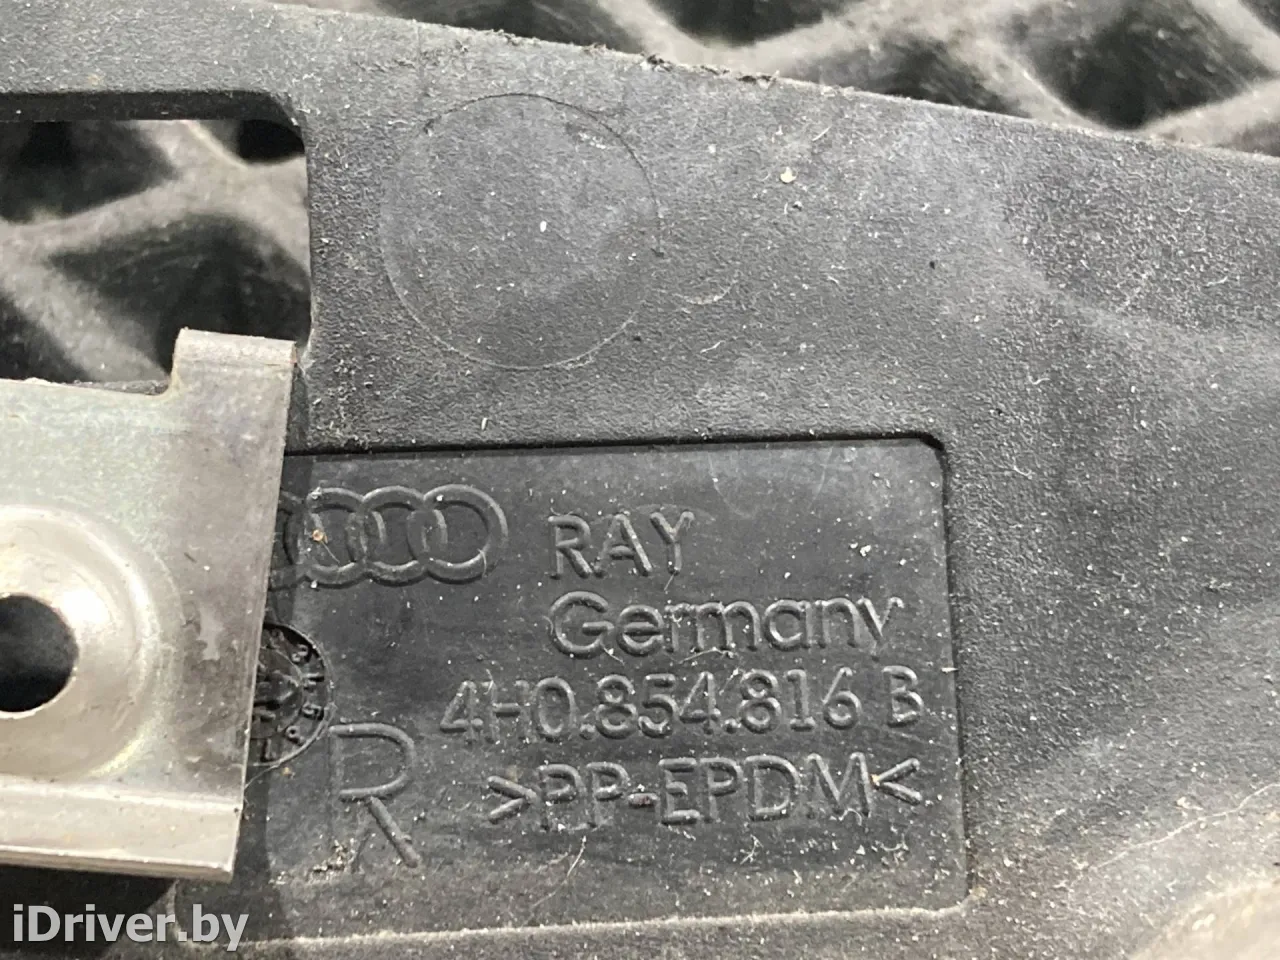 RAY
Germany
4H0.854.816 B
R
>PP-EPDM<
iDriver.by